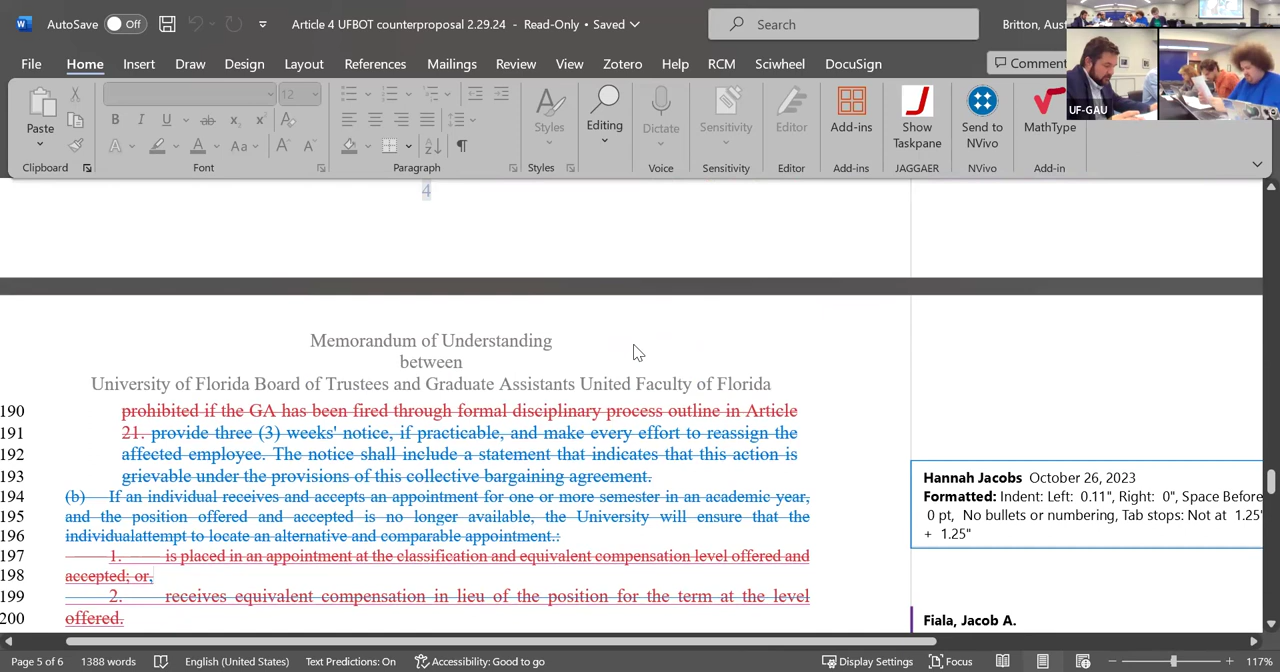 AutoSave Off Article 4 UFBOT counterproposal 2.29.24 - Read-Only • Saved Search Britton, Aust
File Home Insert Draw Design Layout References Mailings Review View Zotero Help RCM Sciwheel DocuSign Comment
UF-GAU
12
Paste Styles Editing Dictate Sensitivity Editor Add-ins Show Taskpane Send to NVivo MathType
Clipboard Font Paragraph Styles Voice Sensitivity Editor Add-ins JAGGAER NVivo Add-in
4
Memorandum of Understanding
between
University of Florida Board of Trustees and Graduate Assistants United Faculty of Florida
190 prohibited if the GA has been fired through formal disciplinary process outline in Article
191 21. provide three (3) weeks' notice, if practicable, and make every effort to reassign the
192 affected employee. The notice shall include a statement that indicates that this action is
193 grievable under the provisions of this collective bargaining agreement.
194 (b) If an individual receives and accepts an appointment for one or more semester in an academic year,
195 and the position offered and accepted is no longer available, the University will ensure that the
196 individualattempt to locate an alternative and comparable appointment.:
197 1. is placed in an appointment at the classification and equivalent compensation level offered and
198 accepted; or,
199 2. receives equivalent compensation in lieu of the position for the term at the level
200 offered.
Hannah Jacobs October 26, 2023
Formatted: Indent: Left: 0.11", Right: 0", Space Before
0 pt, No bullets or numbering, Tab stops: Not at 1.25"
+ 1.25"
Fiala, Jacob A.
Page 5 of 6 1388 words English (United States) Text Predictions: On Accessibility: Good to go Display Settings Focus 117%